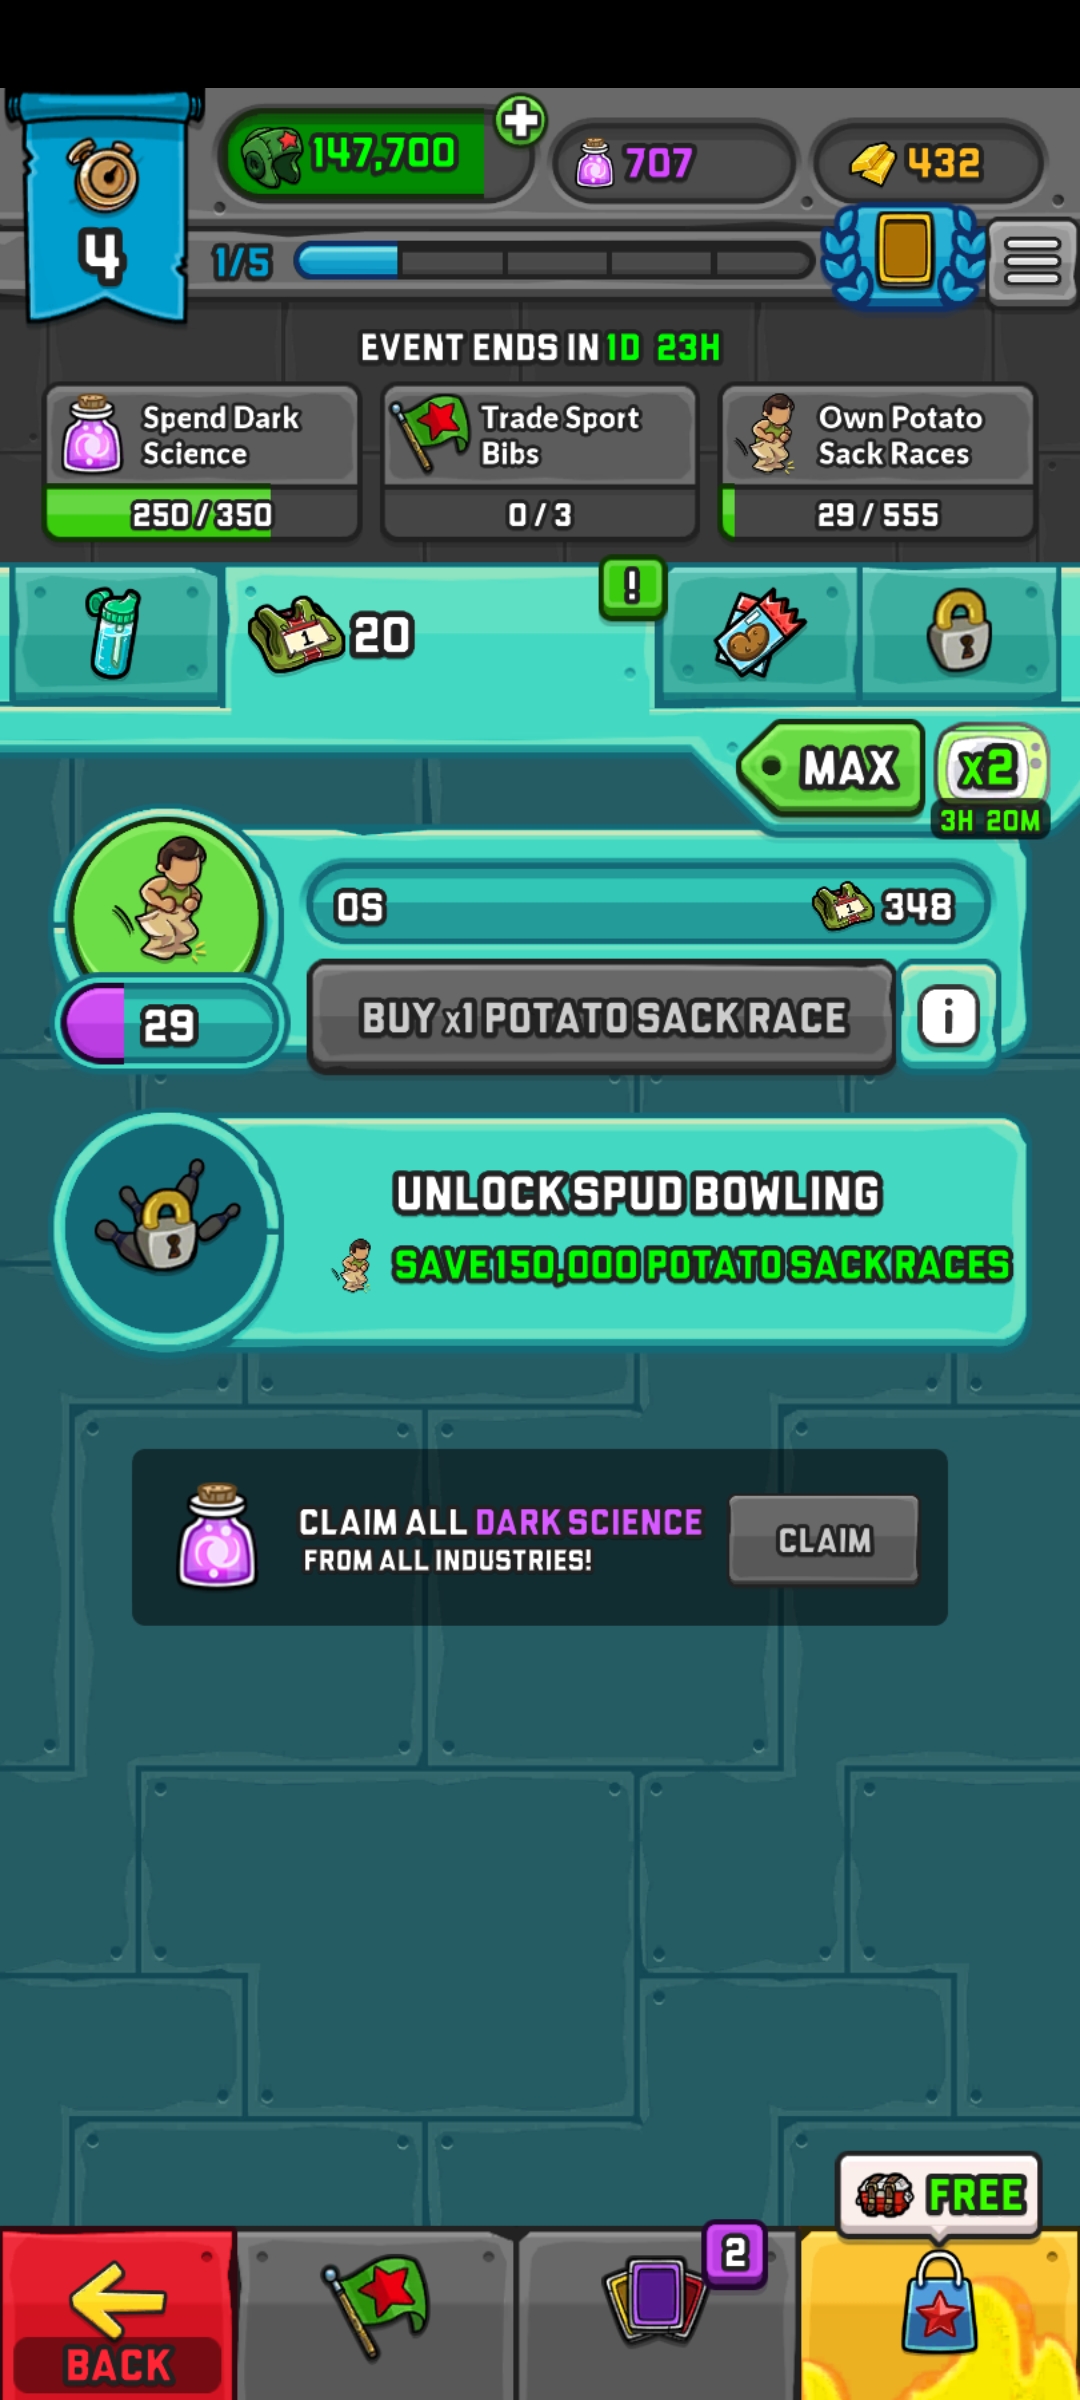 4
147,700
707
432
1/5
EVENT ENDS IN 1D 23H
Spend Dark
Science
250/350
Trade Sport
Bibs
0/3
Own Potato
Sack Races
29/555
1
20
!
MAX
x2
3H 20M
0S
1
348
29
BUY x1 POTATO SACK RACE
i
UNLOCK SPUD BOWLING
SAVE 150,000 POTATO SACK RACES
CLAIM ALL DARK SCIENCE
FROM ALL INDUSTRIES!
CLAIM
FREE
2
BACK